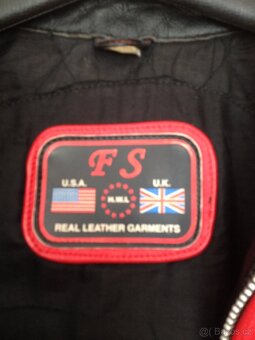 FS
U.S.A. U.K.
H.W.I.
REAL LEATHER GARMENTS